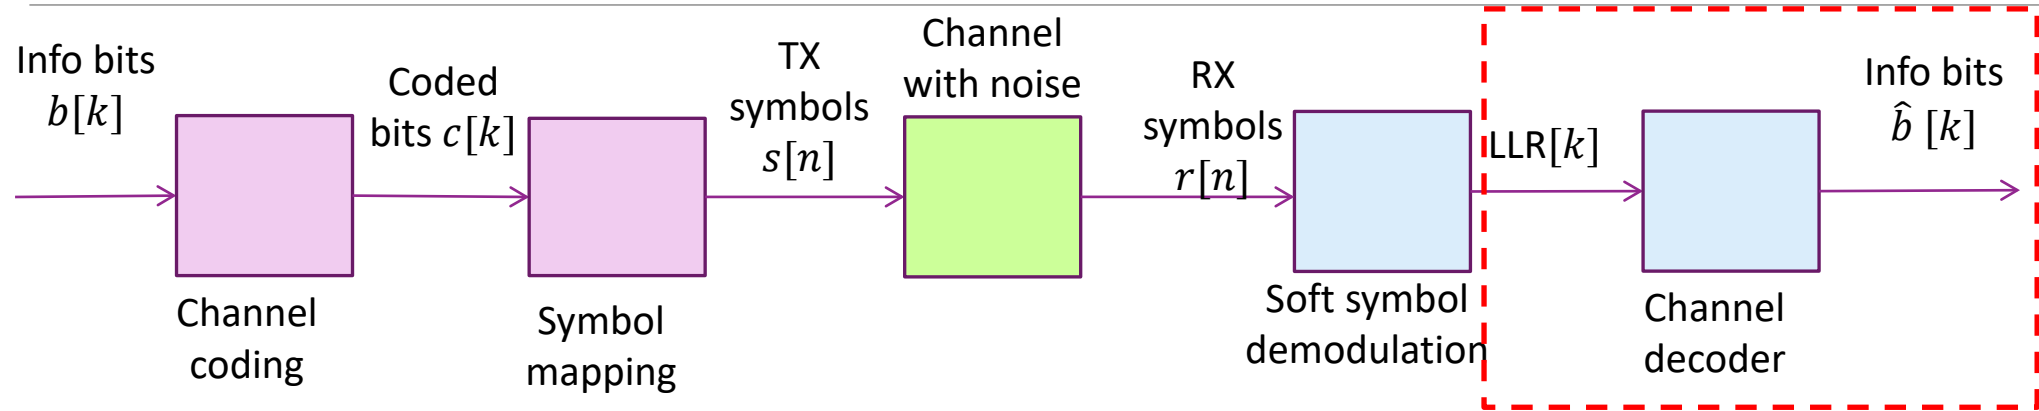 Info bits
𝑏[𝑘]
Coded
bits 𝑐[𝑘]
TX
symbols
𝑠[𝑛]
Channel
with noise
RX
symbols
𝑟[𝑛]
LLR[𝑘]
Info bits
𝑏̂ [𝑘]
Channel
coding
Symbol
mapping
Soft symbol
demodulation
Channel
decoder